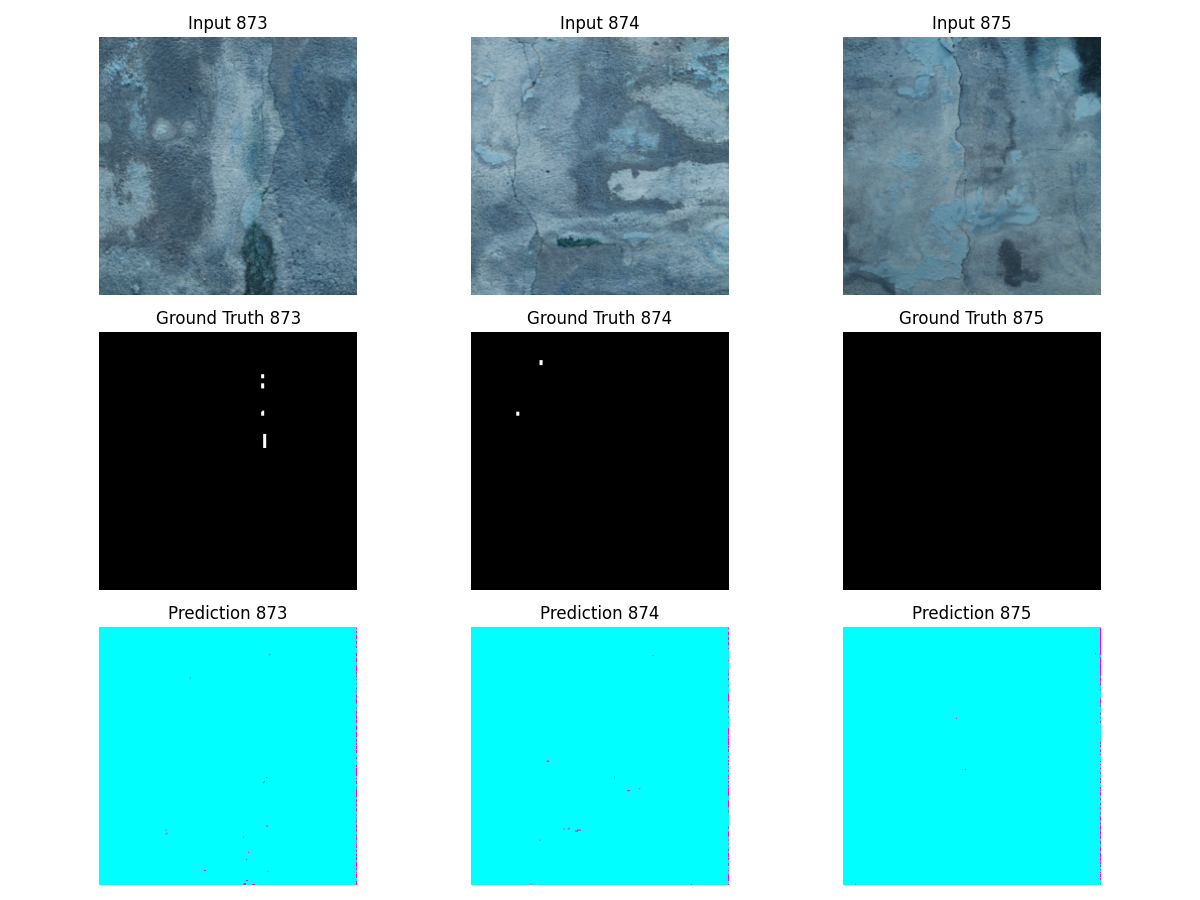 Input 873
Input 874
Input 875
Ground Truth 873
Ground Truth 874
Ground Truth 875
Prediction 873
Prediction 874
Prediction 875